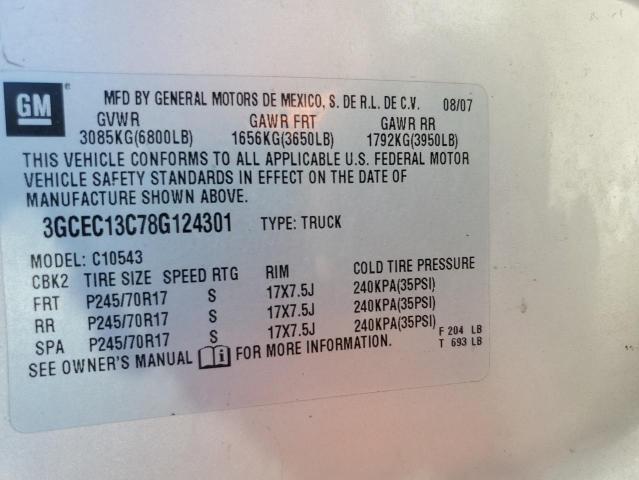 GM ®
MFD BY GENERAL MOTORS DE MEXICO, S. DE R.L. DE C.V. 08/07
GVWR GAWR FRT GAWR RR
3085KG(6800LB) 1656KG(3650LB) 1792KG(3950LB)
THIS VEHICLE CONFORMS TO ALL APPLICABLE U.S. FEDERAL MOTOR
VEHICLE SAFETY STANDARDS IN EFFECT ON THE DATE OF
MANUFACTURE SHOWN ABOVE.
3GCEC13C78G124301 TYPE: TRUCK
MODEL: C10543
CBK2 TIRE SIZE SPEED RTG RIM COLD TIRE PRESSURE
FRT P245/70R17 S 17X7.5J 240KPA(35PSI)
RR P245/70R17 S 17X7.5J 240KPA(35PSI)
SPA P245/70R17 S 17X7.5J 240KPA(35PSI)
F 204 LB
T 693 LB
SEE OWNER'S MANUAL i FOR MORE INFORMATION.